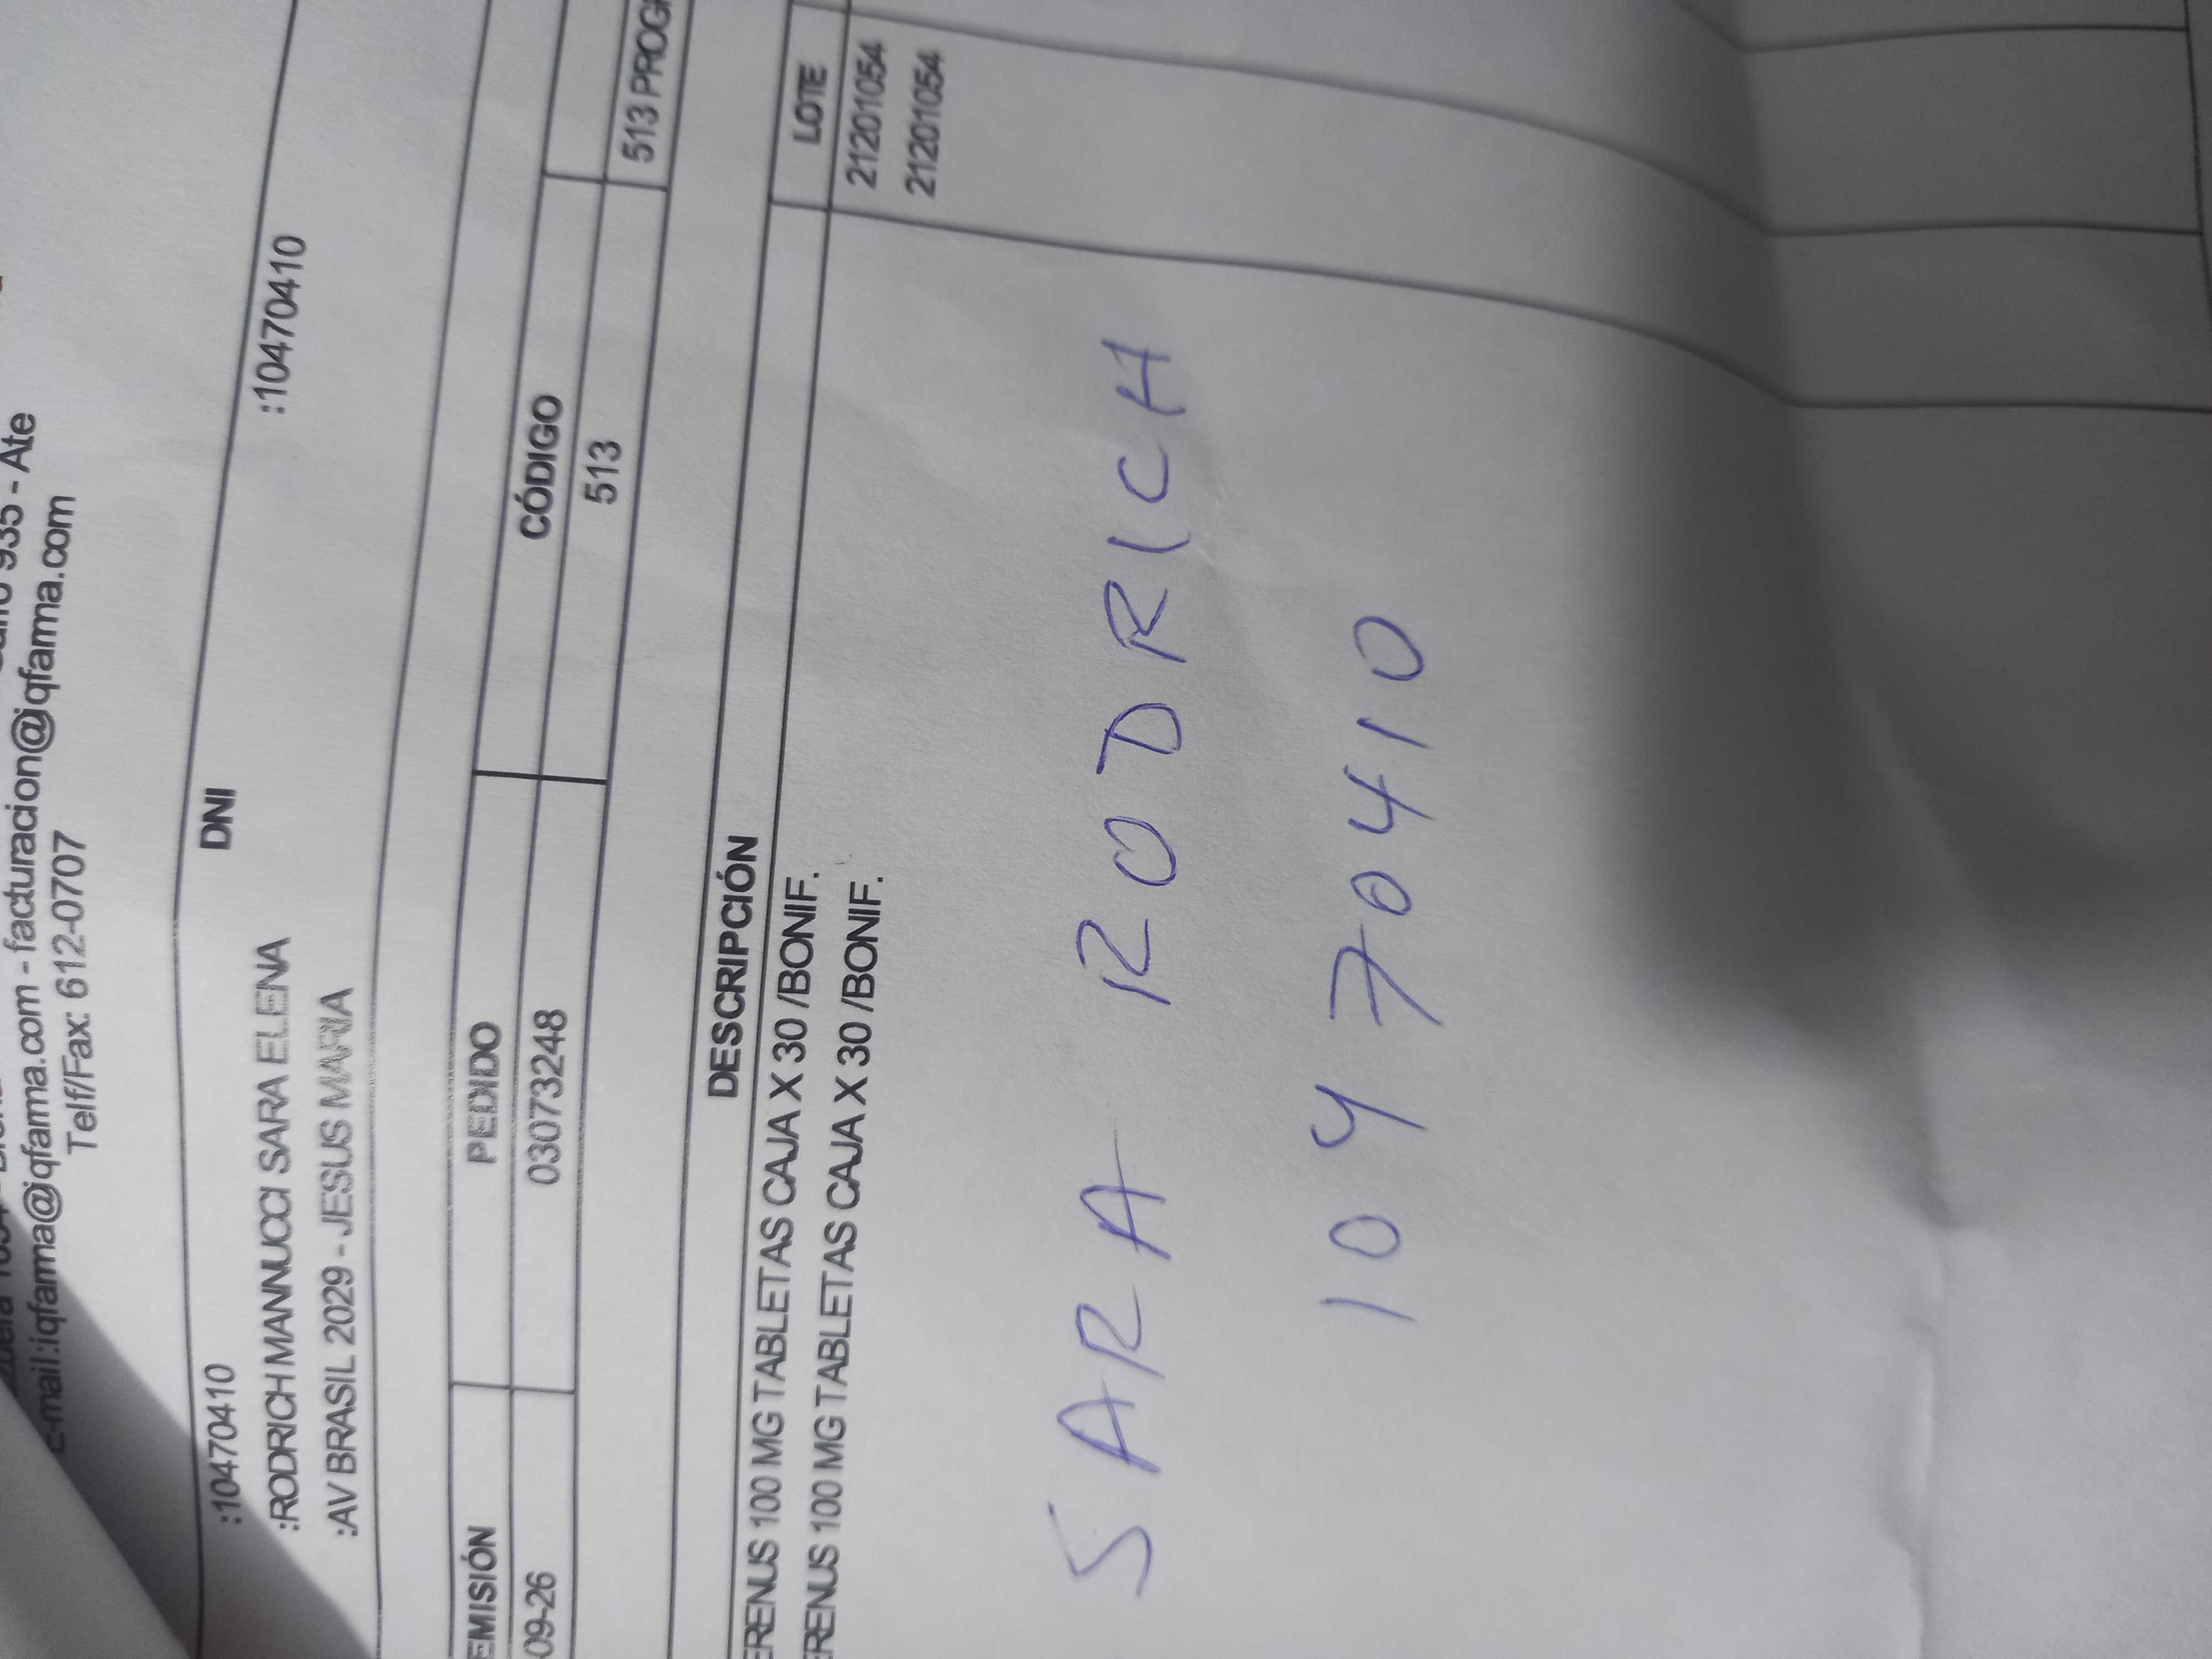 935 - Ate
e-mail:iqfarma@iqfarma.com - facturacion@iqfarma.com
Telf/Fax: 612-0707
:10470410 DNI :10470410
:RODRICH MANNUCCI SARA ELENA
:AV BRASIL 2029 - JESUS MARIA
EMISIÓN PEDIDO CÓDIGO
09-26 03073248 513 513 PROG
DESCRIPCIÓN LOTE
ERENUS 100 MG TABLETAS CAJA X 30 /BONIF. 21201054
ERENUS 100 MG TABLETAS CAJA X 30 /BONIF. 21201054
SARA RODRICH
10470410